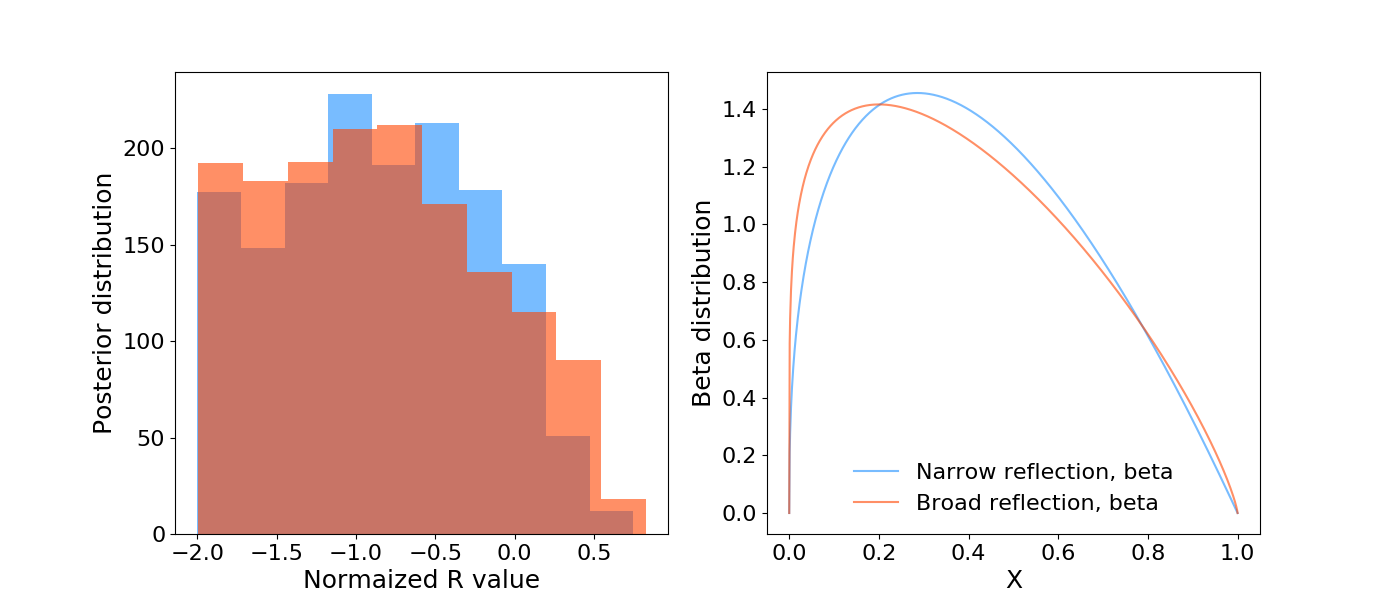 Posterior distribution
200
150
100
50
0
−2.0 −1.5 −1.0 −0.5 0.0 0.5
Normaized R value
Beta distribution
1.4
1.2
1.0
0.8
0.6
0.4
0.2
0.0
Narrow reflection, beta
Broad reflection, beta
0.0 0.2 0.4 0.6 0.8 1.0
X